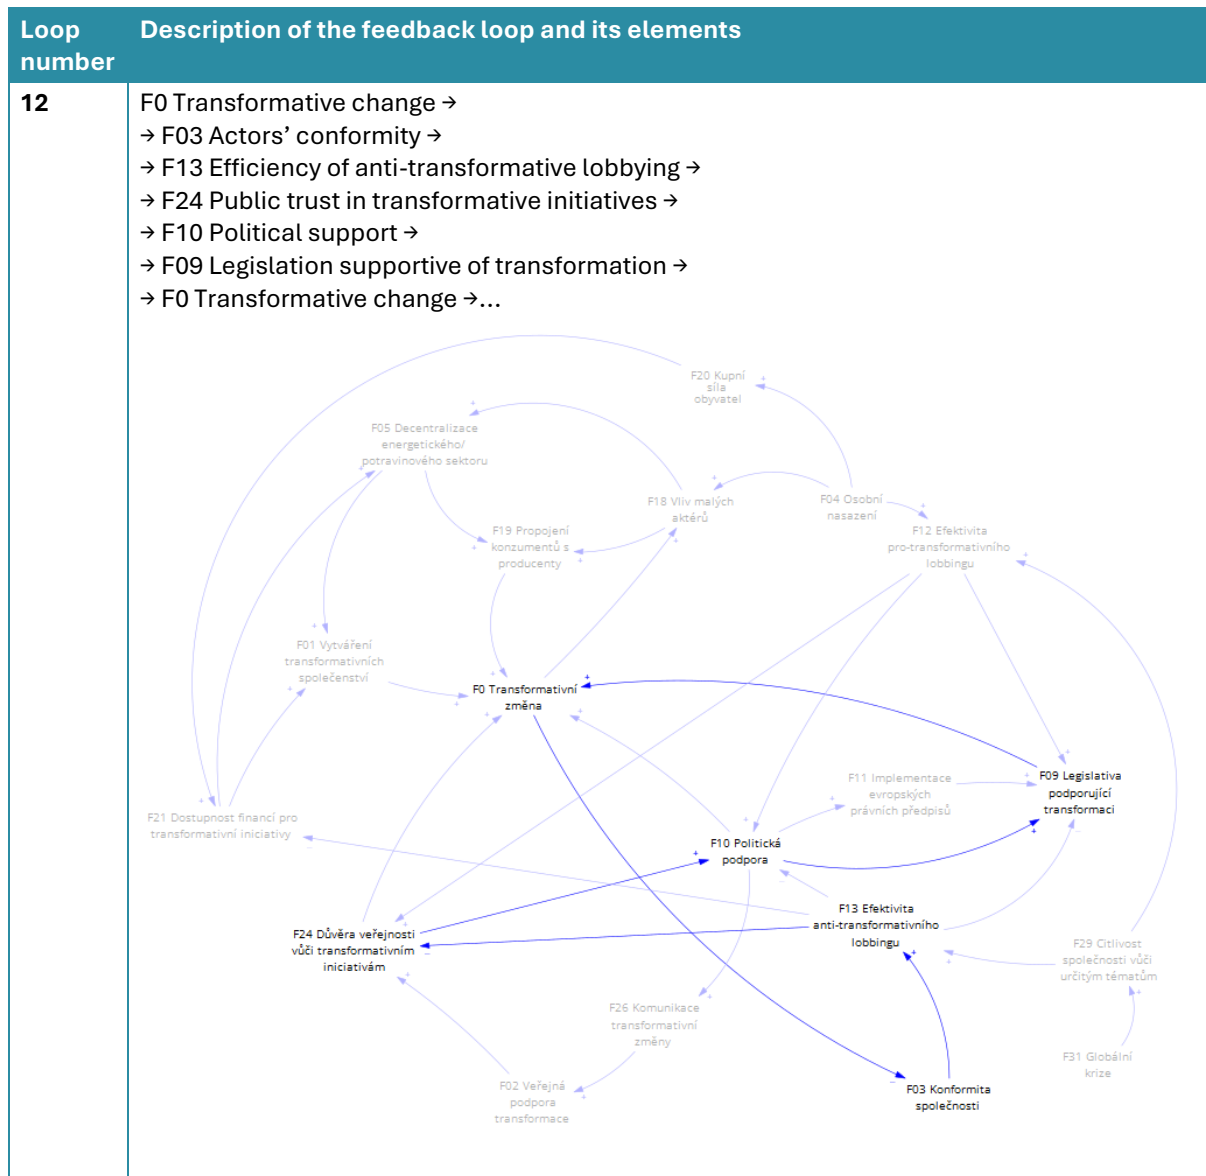 Loop
number
Description of the feedback loop and its elements
12
F0 Transformative change →
→ F03 Actors’ conformity →
→ F13 Efficiency of anti-transformative lobbying →
→ F24 Public trust in transformative initiatives →
→ F10 Political support →
→ F09 Legislation supportive of transformation →
→ F0 Transformative change →...
F20 Kupní
síla
obyvatel
F05 Decentralizace
energetického/
potravinového sektoru
F18 Vliv malých
aktérů
F04 Osobní
nasazení
F19 Propojení
konzumentů s
producenty
F12 Efektivita
pro-transformativního
lobbingu
F01 Vytváření
transformativních
společenství
F0 Transformativní
změna
F11 Implementace
evropských
právních předpisů
F09 Legislativa
podporující
transformaci
F21 Dostupnost financí pro
transformativní iniciativy
F10 Politická
podpora
F13 Efektivita
anti-transformativního
lobbingu
F24 Důvěra veřejnosti
vůči transformativním
iniciativám
F29 Citlivost
společnosti vůči
určitým tématům
F26 Komunikace
transformativní
změny
F31 Globální
krize
F02 Veřejná
podpora
transformace
F03 Konformita
společnosti